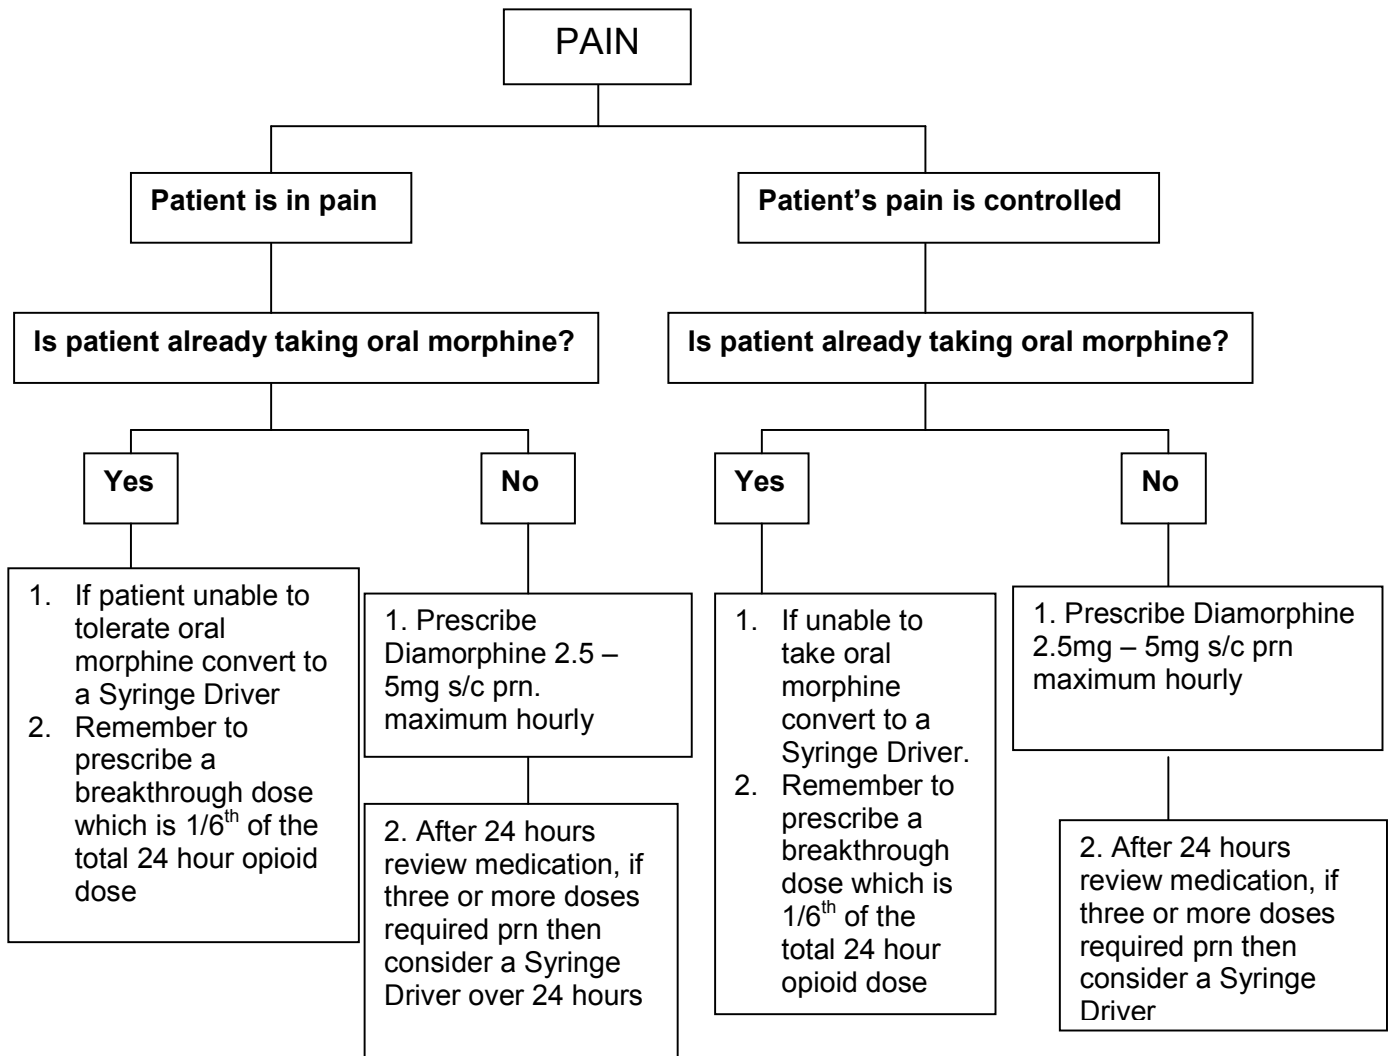 PAIN
Patient is in pain
Patient’s pain is controlled
Is patient already taking oral morphine?
Is patient already taking oral morphine?
Yes
No
Yes
No
1. If patient unable to
tolerate oral
morphine convert to
a Syringe Driver
2. Remember to
prescribe a
breakthrough dose
which is 1/6th of the
total 24 hour opioid
dose
1. Prescribe
Diamorphine 2.5 –
5mg s/c prn.
maximum hourly
2. After 24 hours
review medication, if
three or more doses
required prn then
consider a Syringe
Driver over 24 hours
1. If unable to
take oral
morphine
convert to a
Syringe Driver.
2. Remember to
prescribe a
breakthrough
dose which is
1/6th of the
total 24 hour
opioid dose
1. Prescribe Diamorphine
2.5mg – 5mg s/c prn
maximum hourly
2. After 24 hours
review medication, if
three or more doses
required prn then
consider a Syringe
Driver